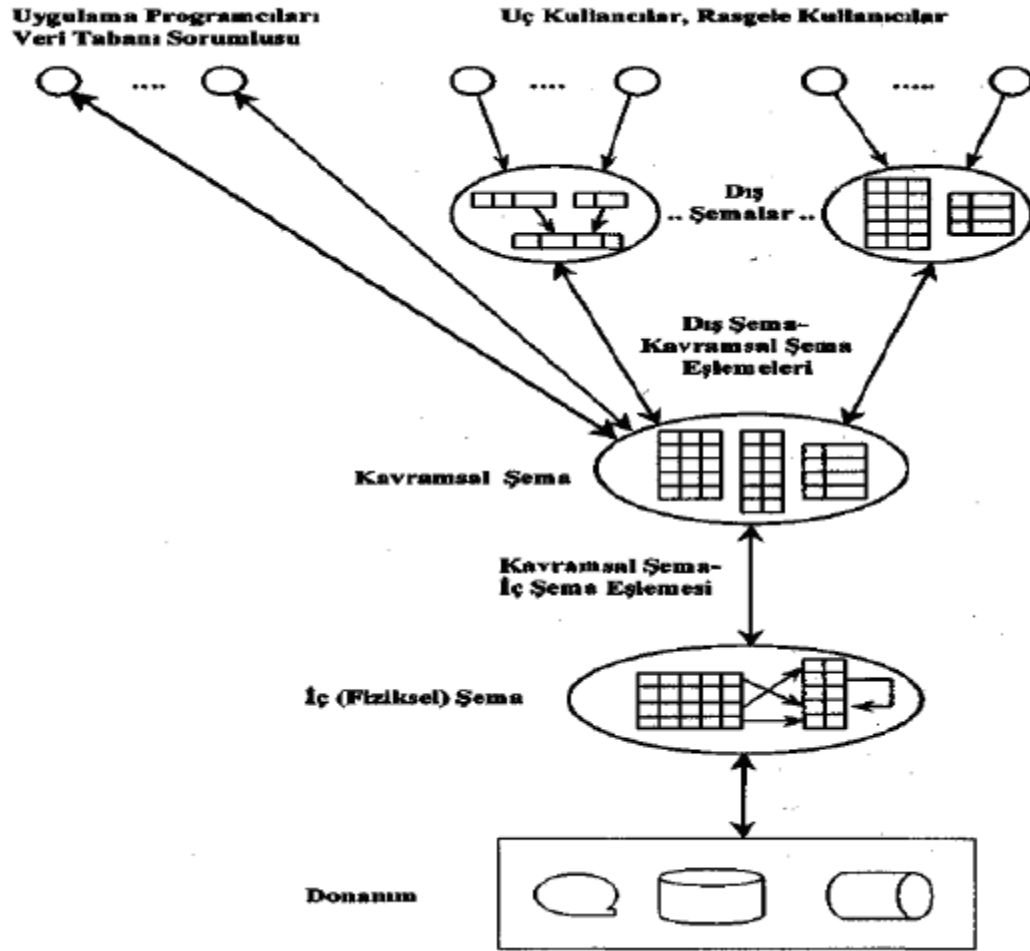 Uygulama Programcıları
Veri Tabanı Sorumlusu
Uç Kullancılar, Rasgele Kullanıcılar
....
....
.....
Dış
.. Şemalar ..
Dış Şema-
Kavramsal Şema
Eşlemeleri
Kavramsal Şema
Kavramsal Şema-
İç Şema Eşlemesi
İç (Fiziksel) Şema
Donanım